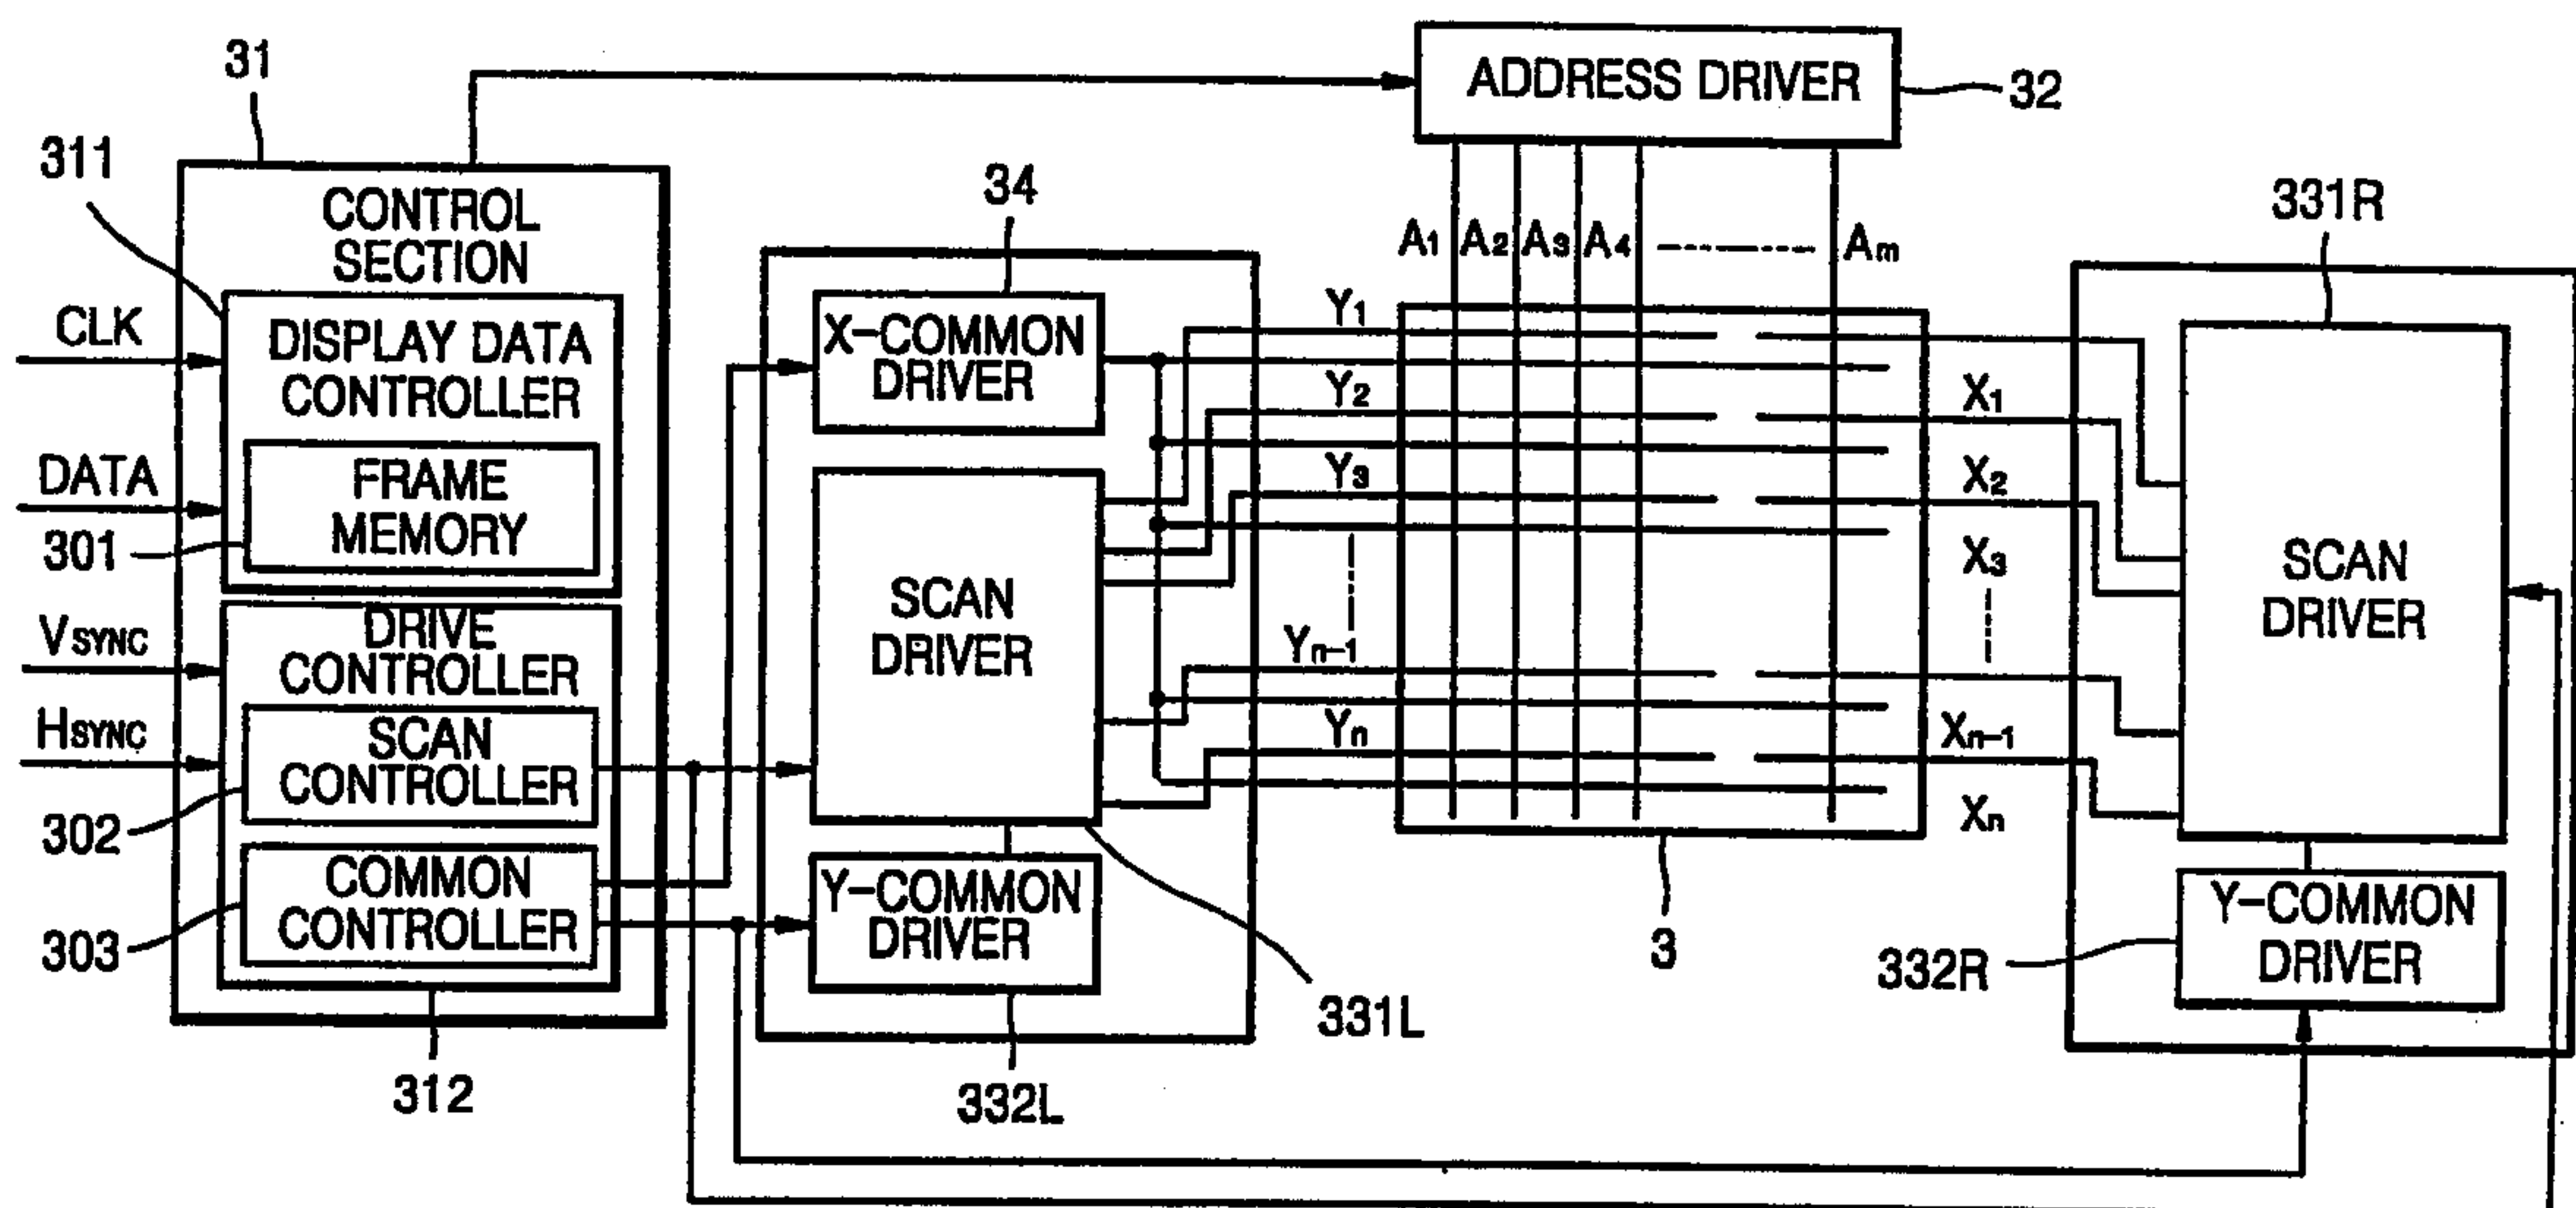 31
ADDRESS DRIVER
32
311
CONTROL
SECTION
34
331R
A1 A2 A3 A4 Am
CLK
DISPLAY DATA
CONTROLLER
X-COMMON
DRIVER
Y1
Y2
X1
DATA
FRAME
MEMORY
301
Y3
X2
X3
SCAN
DRIVER
SCAN
DRIVER
VSYNC
DRIVE
CONTROLLER
Yn-1
HSYNC
SCAN
CONTROLLER
302
Yn
Xn-1
Xn
COMMON
CONTROLLER
303
Y-COMMON
DRIVER
3
Y-COMMON
DRIVER
332R
331L
312
332L